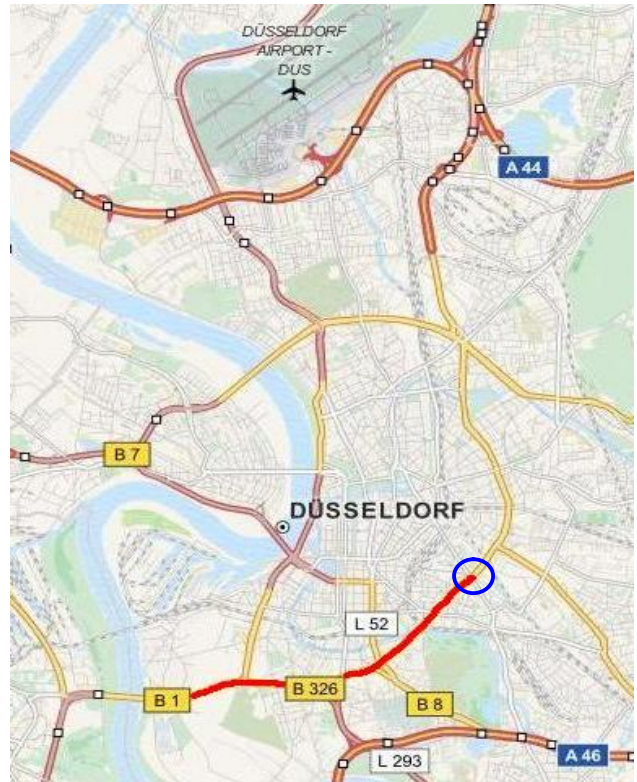 DÜSSELDORF
AIRPORT -
DUS
A 44
B 7
DÜSSELDORF
L 52
B 326
B 1
B 8
L 293
A 46